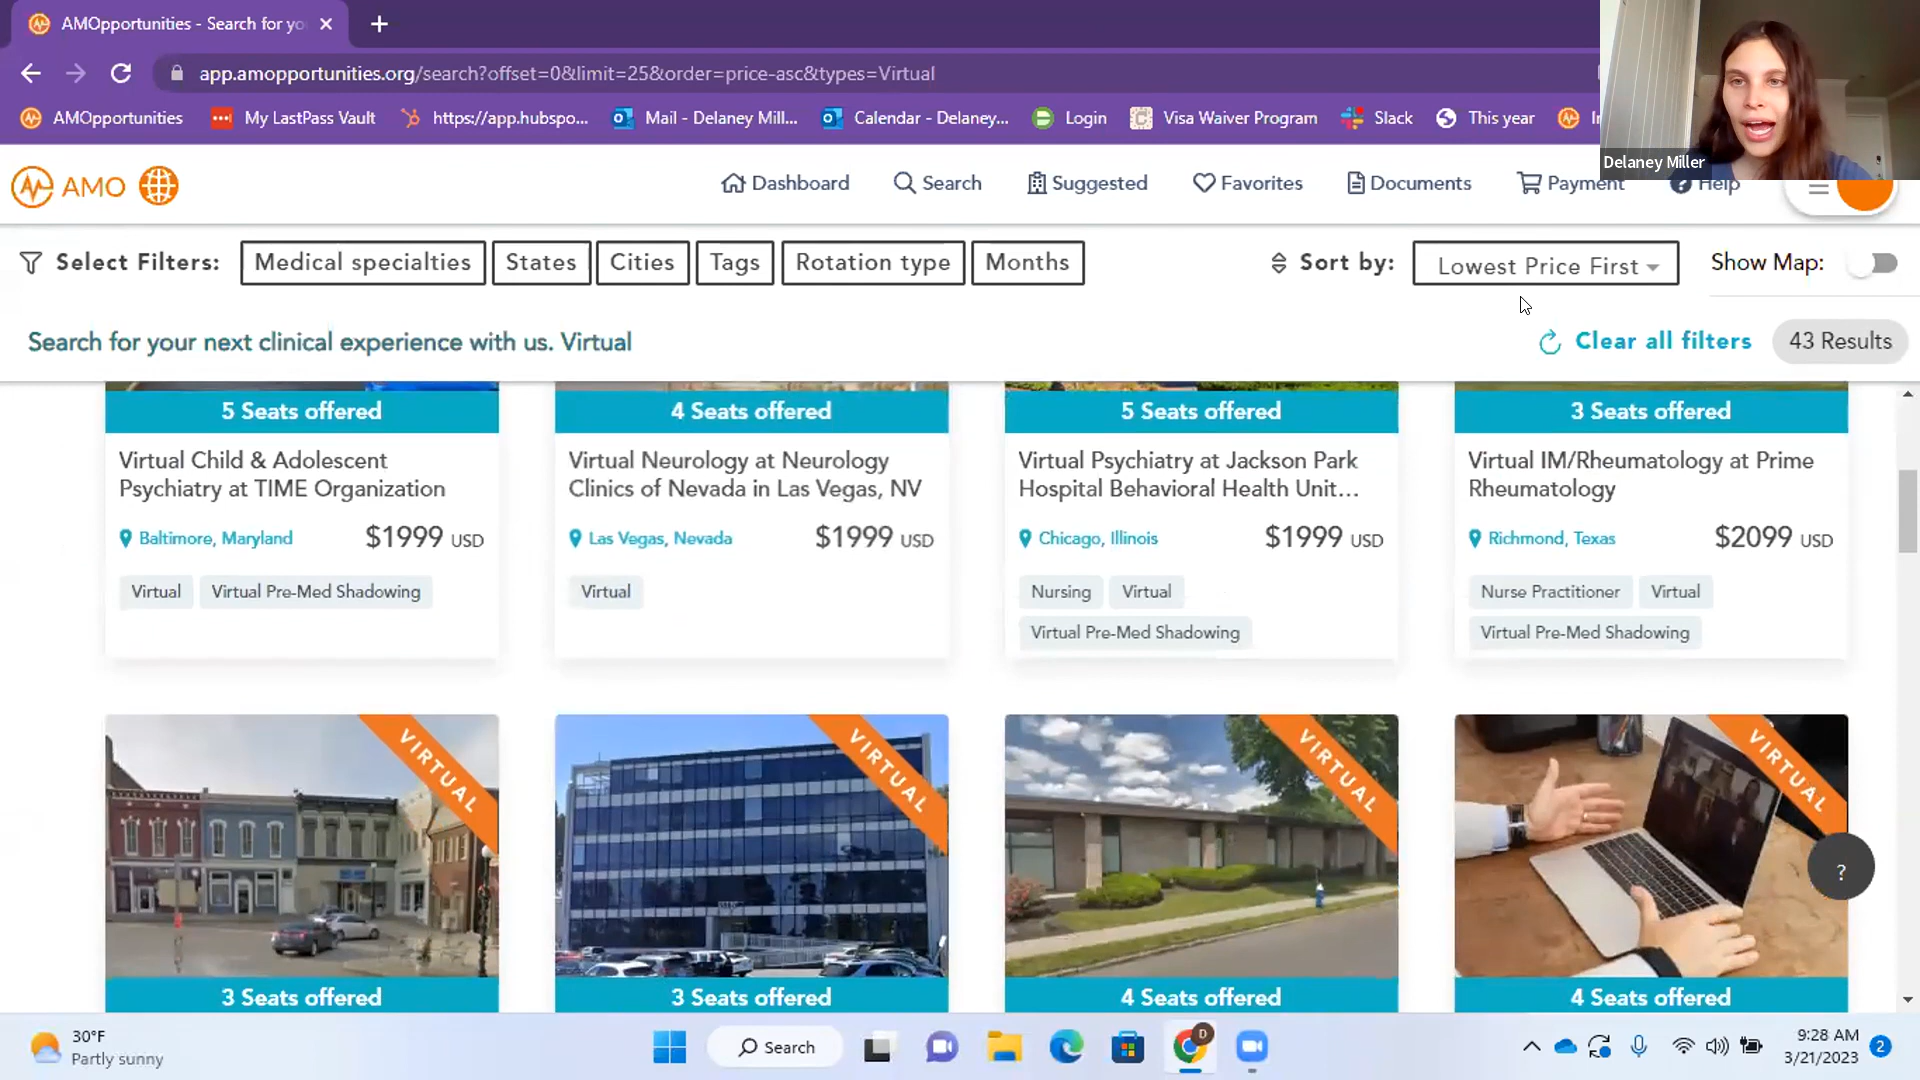 AMOpportunities - Search for yo
app.amopportunities.org/search?offset=0&limit=25&order=price-asc&types=Virtual
AMOpportunities
My LastPass Vault
https://app.hubspo...
Mail - Delaney Mill...
Calendar - Delaney...
Login
Visa Waiver Program
Slack
This year
Delaney Miller
AMO
Dashboard
Search
Suggested
Favorites
Documents
Payment
Help
Select Filters:
Medical specialties
States
Cities
Tags
Rotation type
Months
Sort by:
Lowest Price First
Show Map:
Search for your next clinical experience with us. Virtual
Clear all filters
43 Results
5 Seats offered
Virtual Child & Adolescent
Psychiatry at TIME Organization
Baltimore, Maryland
$1999 USD
Virtual
Virtual Pre-Med Shadowing
4 Seats offered
Virtual Neurology at Neurology
Clinics of Nevada in Las Vegas, NV
Las Vegas, Nevada
$1999 USD
Virtual
5 Seats offered
Virtual Psychiatry at Jackson Park
Hospital Behavioral Health Unit...
Chicago, Illinois
$1999 USD
Nursing
Virtual
Virtual Pre-Med Shadowing
3 Seats offered
Virtual IM/Rheumatology at Prime
Rheumatology
Richmond, Texas
$2099 USD
Nurse Practitioner
Virtual
Virtual Pre-Med Shadowing
VIRTUAL
3 Seats offered
VIRTUAL
3 Seats offered
VIRTUAL
4 Seats offered
VIRTUAL
4 Seats offered
?
30°F
Partly sunny
Search
D
9:28 AM
3/21/2023
2